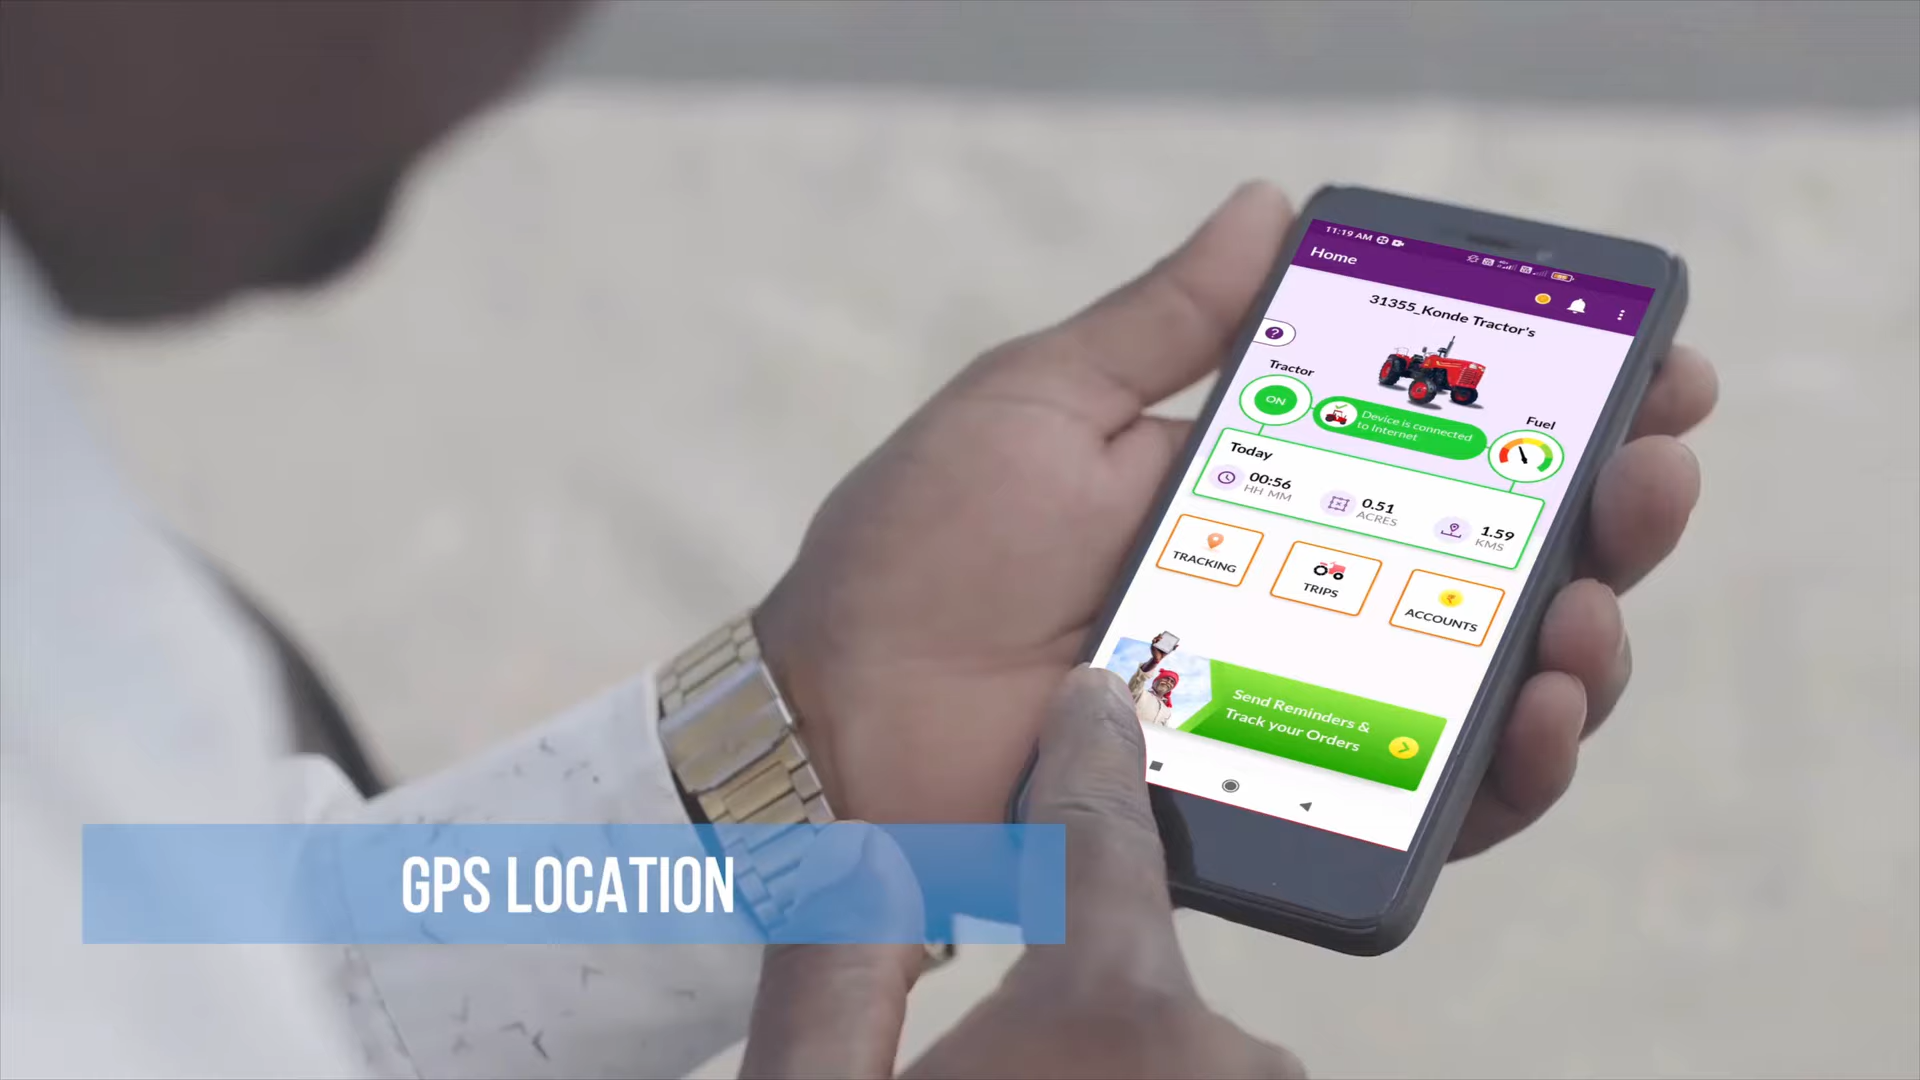 11:19 AM
Home
31355_Konde Tractor's
?
Tractor
ON
Device is connected
to Internet
Fuel
Today
00:56
HH MM
0.51
ACRES
1.59
KMS
TRACKING
TRIPS
₹
ACCOUNTS
Send Reminders &
Track your Orders
GPS LOCATION